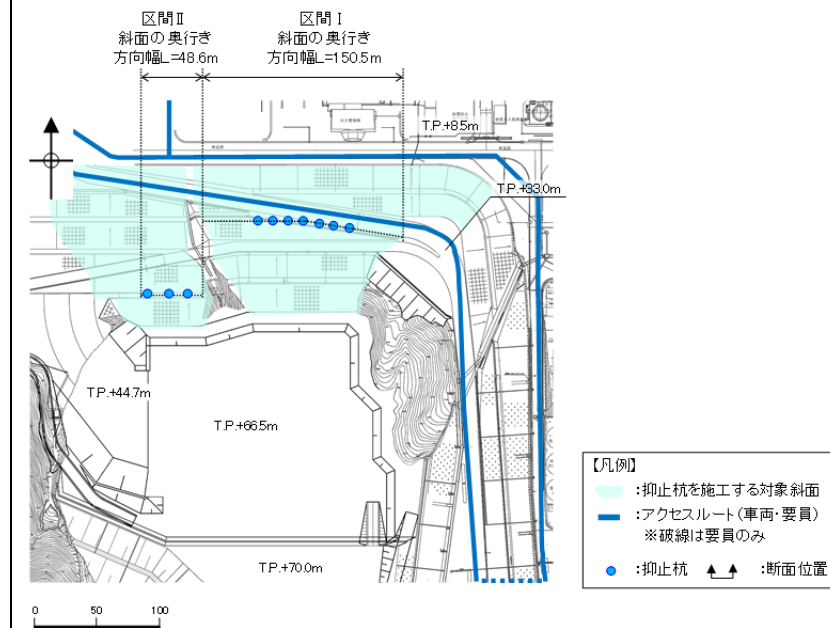 区間Ⅱ
斜面の奥行き
方向幅L=48.6m
区間Ⅰ
斜面の奥行き
方向幅L=150.5m
T.P.+8.5m
T.P.+33.0m
T.P.+44.7m
T.P.+66.5m
T.P.+70.0m
【凡例】
:抑止杭を施工する対象斜面
:アクセスルート(車両・要員)
※破線は要員のみ
:抑止杭
:断面位置
0 50 100